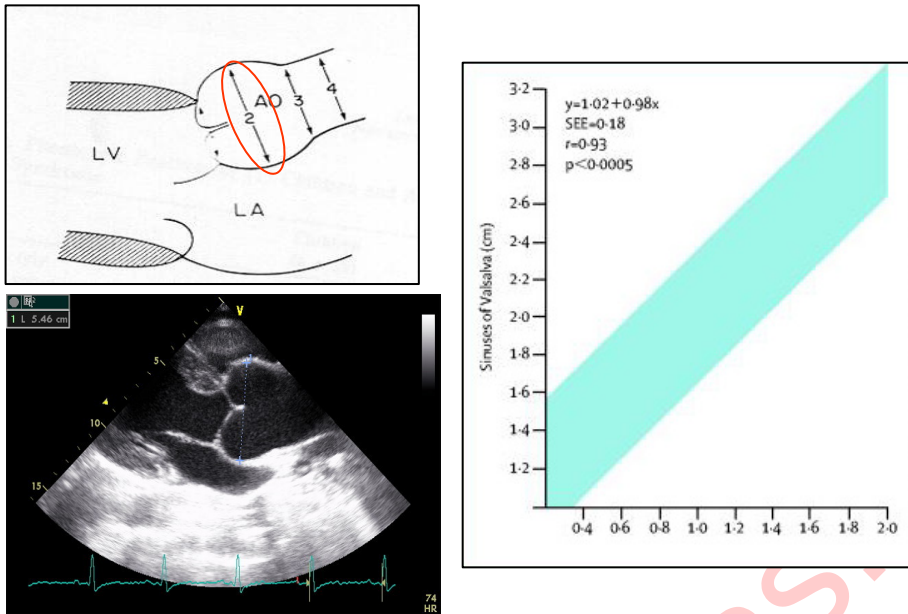 LV
AO
2
3
4
LA
1 L 5.46 cm
V
5
10
15
74
HR
y=1·02+0·98x
SEE=0·18
r=0·93
p<0·0005
Sinuses of Valsalva (cm)
3·2
3·0
2·8
2·6
2·4
2·2
2·0
1·8
1·6
1·4
1·2
0·4 0·6 0·8 1·0 1·2 1·4 1·6 1·8 2·0